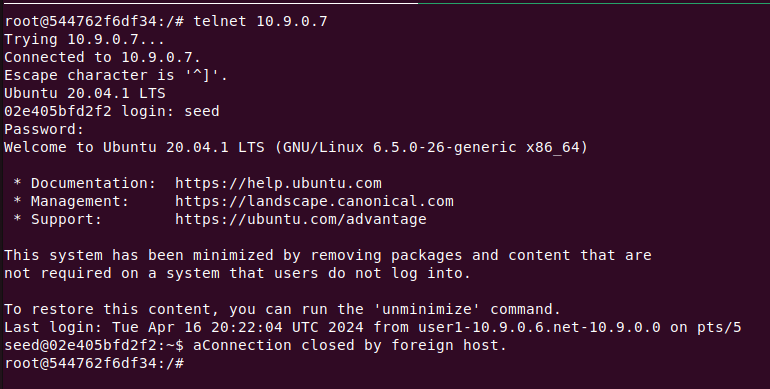 root@544762f6df34:/# telnet 10.9.0.7
Trying 10.9.0.7...
Connected to 10.9.0.7.
Escape character is '^]'.
Ubuntu 20.04.1 LTS
02e405bfd2f2 login: seed
Password:
Welcome to Ubuntu 20.04.1 LTS (GNU/Linux 6.5.0-26-generic x86_64)

 * Documentation:  https://help.ubuntu.com
 * Management:     https://landscape.canonical.com
 * Support:        https://ubuntu.com/advantage

This system has been minimized by removing packages and content that are
not required on a system that users do not log into.

To restore this content, you can run the 'unminimize' command.
Last login: Tue Apr 16 20:22:04 UTC 2024 from user1-10.9.0.6.net-10.9.0.0 on pts/5
seed@02e405bfd2f2:~$ aConnection closed by foreign host.
root@544762f6df34:/#